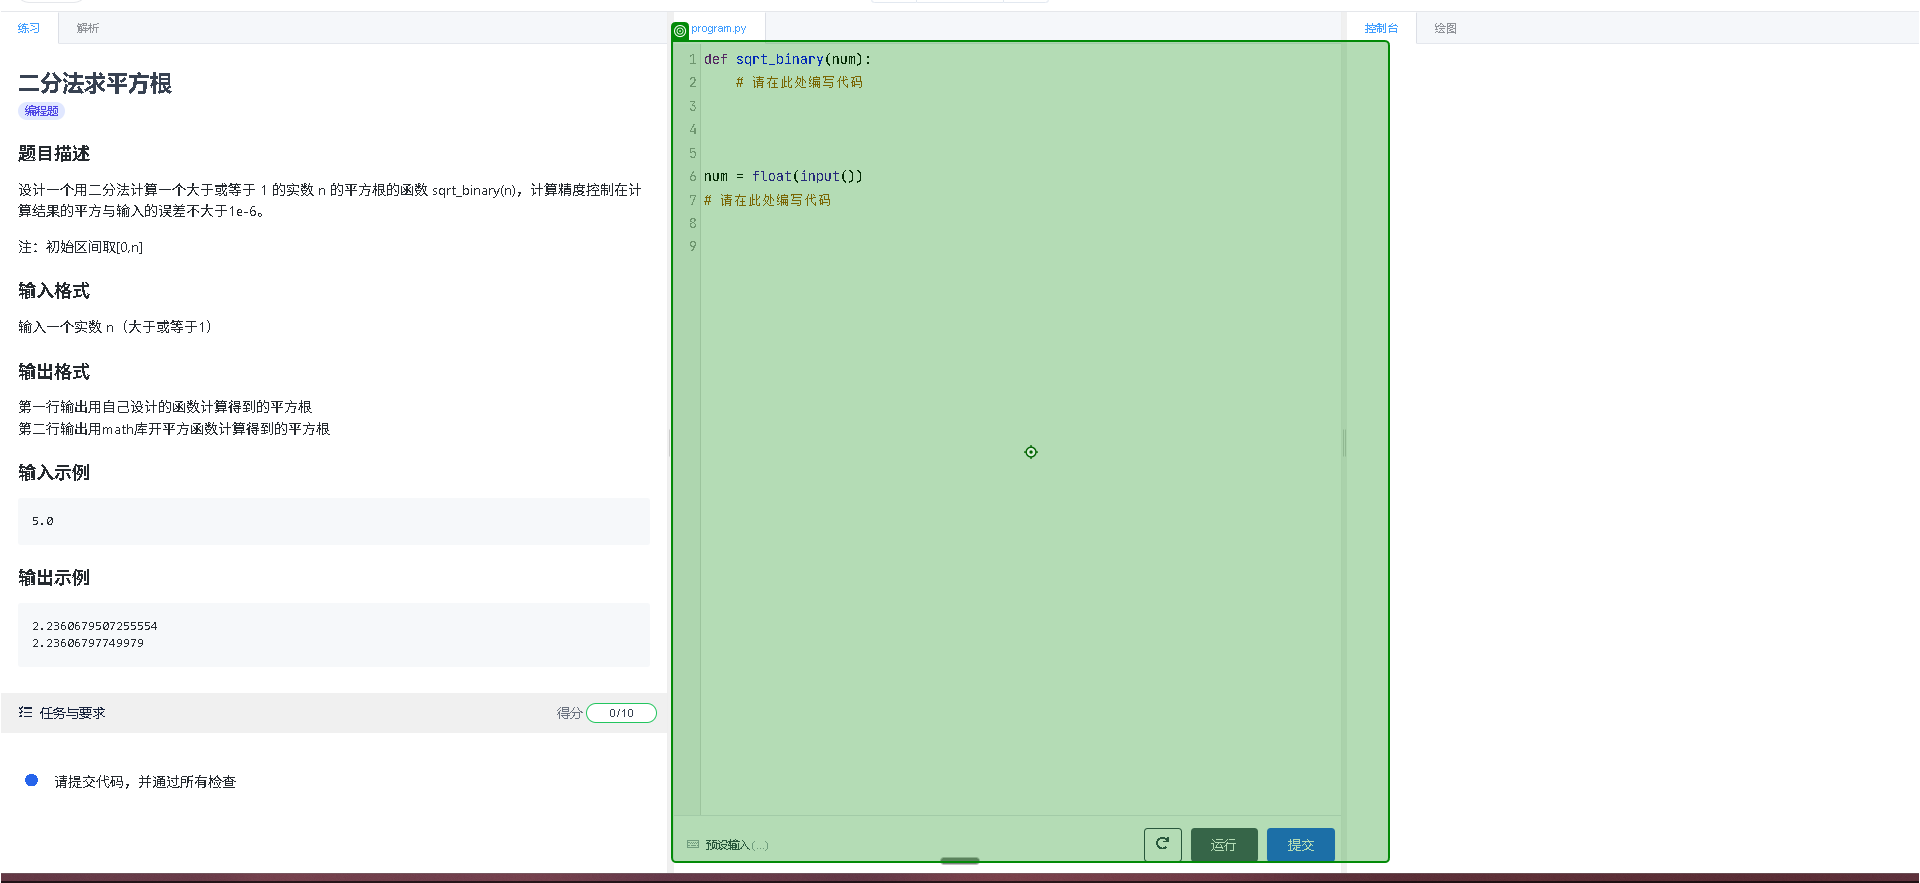 练习
解析
二分法求平方根
编程题
题目描述
设计一个用二分法计算一个大于或等于 1 的实数 n 的平方根的函数 sqrt_binary(n)，计算精度控制在计
算结果的平方与输入的误差不大于1e-6。
注：初始区间取[0,n]
输入格式
输入一个实数 n（大于或等于1）
输出格式
第一行输出用自己设计的函数计算得到的平方根
第二行输出用math库开平方函数计算得到的平方根
输入示例
5.0
输出示例
2.2360679507255554
2.23606797749979
任务与要求
得分 0/10
请提交代码，并通过所有检查
program.py
1 def sqrt_binary(num):
2 # 请在此处编写代码
3
4
5
6 num = float(input())
7 # 请在此处编写代码
8
9
预设输入(...)
运行
提交
控制台
绘图